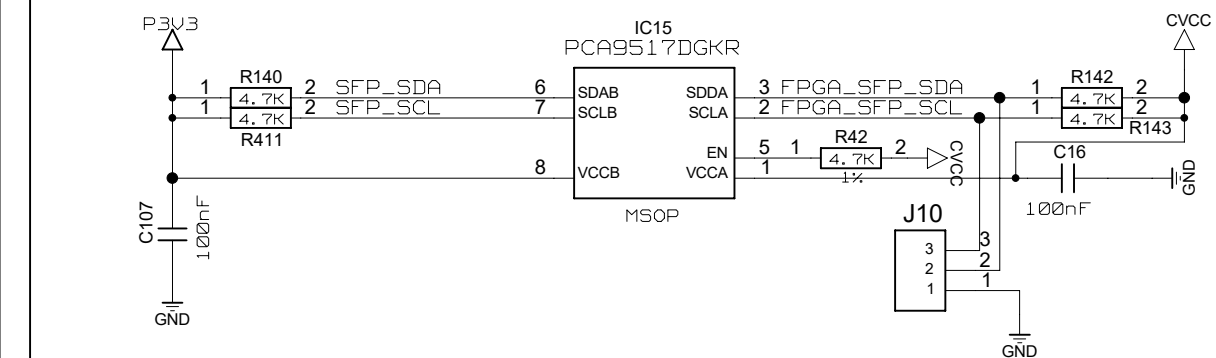 P3V3
IC15
PCA9517DGKR
CVCC
R140
1 4.7K 2 SFP_SDA 6 SDAB
1 4.7K 2 SFP_SCL 7 SCLB
R411
SDDA 3 FPGA_SFP_SDA 1 R142 4.7K 2
SCLA 2 FPGA_SFP_SCL 1 4.7K 2
R143
EN 5 1 R42 4.7K 2 CVCC
1%
8 VCCB
VCCA 1
C16
100nF
GND
MSOP
C107
100nF
GND
J10
3 3
2 2
1 1
GND